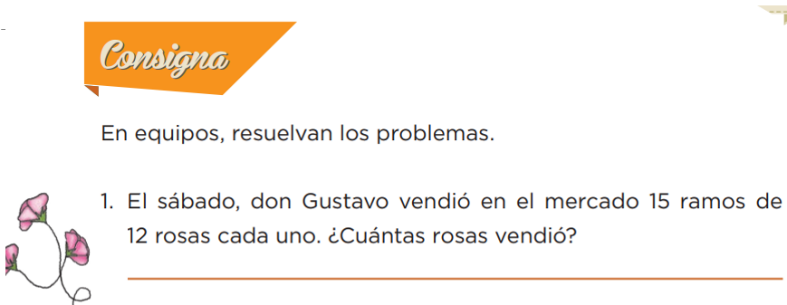 Consigna
En equipos, resuelvan los problemas.
1. El sábado, don Gustavo vendió en el mercado 15 ramos de
12 rosas cada uno. ¿Cuántas rosas vendió?